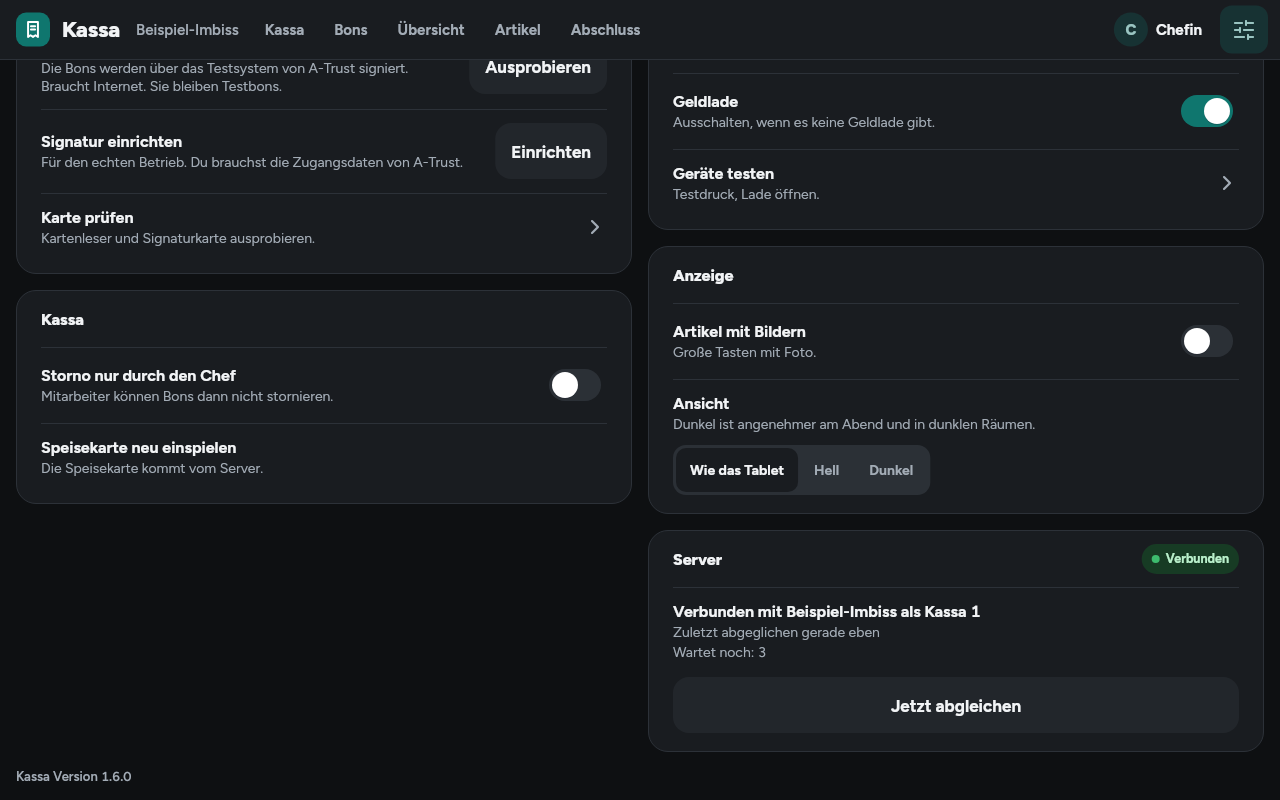 Kassa
Beispiel-Imbiss
Kassa
Bons
Übersicht
Artikel
Abschluss
C
Chefin
Die Bons werden über das Testsystem von A-Trust signiert.
Braucht Internet. Sie bleiben Testbons.
Ausprobieren
Signatur einrichten
Für den echten Betrieb. Du brauchst die Zugangsdaten von A-Trust.
Einrichten
Karte prüfen
Kartenleser und Signaturkarte ausprobieren.
Kassa
Storno nur durch den Chef
Mitarbeiter können Bons dann nicht stornieren.
Speisekarte neu einspielen
Die Speisekarte kommt vom Server.
Geldlade
Ausschalten, wenn es keine Geldlade gibt.
Geräte testen
Testdruck, Lade öffnen.
Anzeige
Artikel mit Bildern
Große Tasten mit Foto.
Ansicht
Dunkel ist angenehmer am Abend und in dunklen Räumen.
Wie das Tablet
Hell
Dunkel
Server
Verbunden
Verbunden mit Beispiel-Imbiss als Kassa 1
Zuletzt abgeglichen gerade eben
Wartet noch: 3
Jetzt abgleichen
Kassa Version 1.6.0